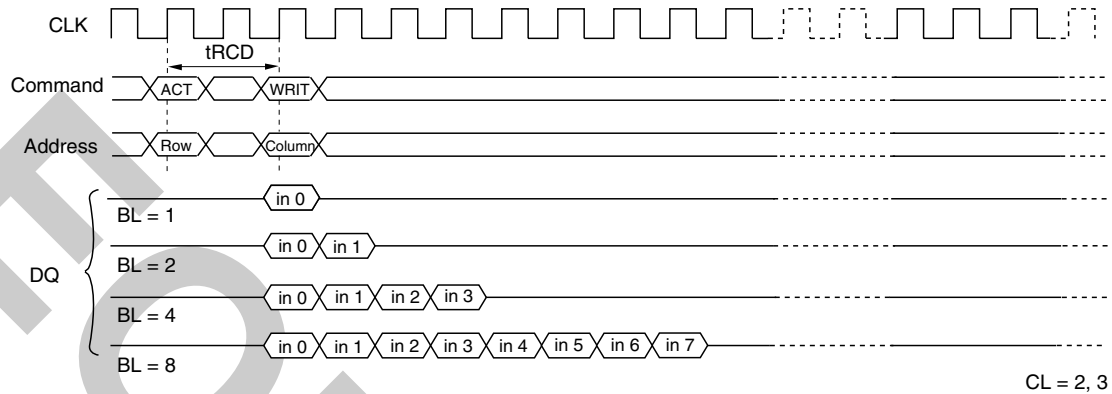 CLK
tRCD
Command ACT WRIT
Address Row Column
in 0
BL = 1
in 0 in 1
BL = 2
DQ
in 0 in 1 in 2 in 3
BL = 4
in 0 in 1 in 2 in 3 in 4 in 5 in 6 in 7
BL = 8
CL = 2, 3